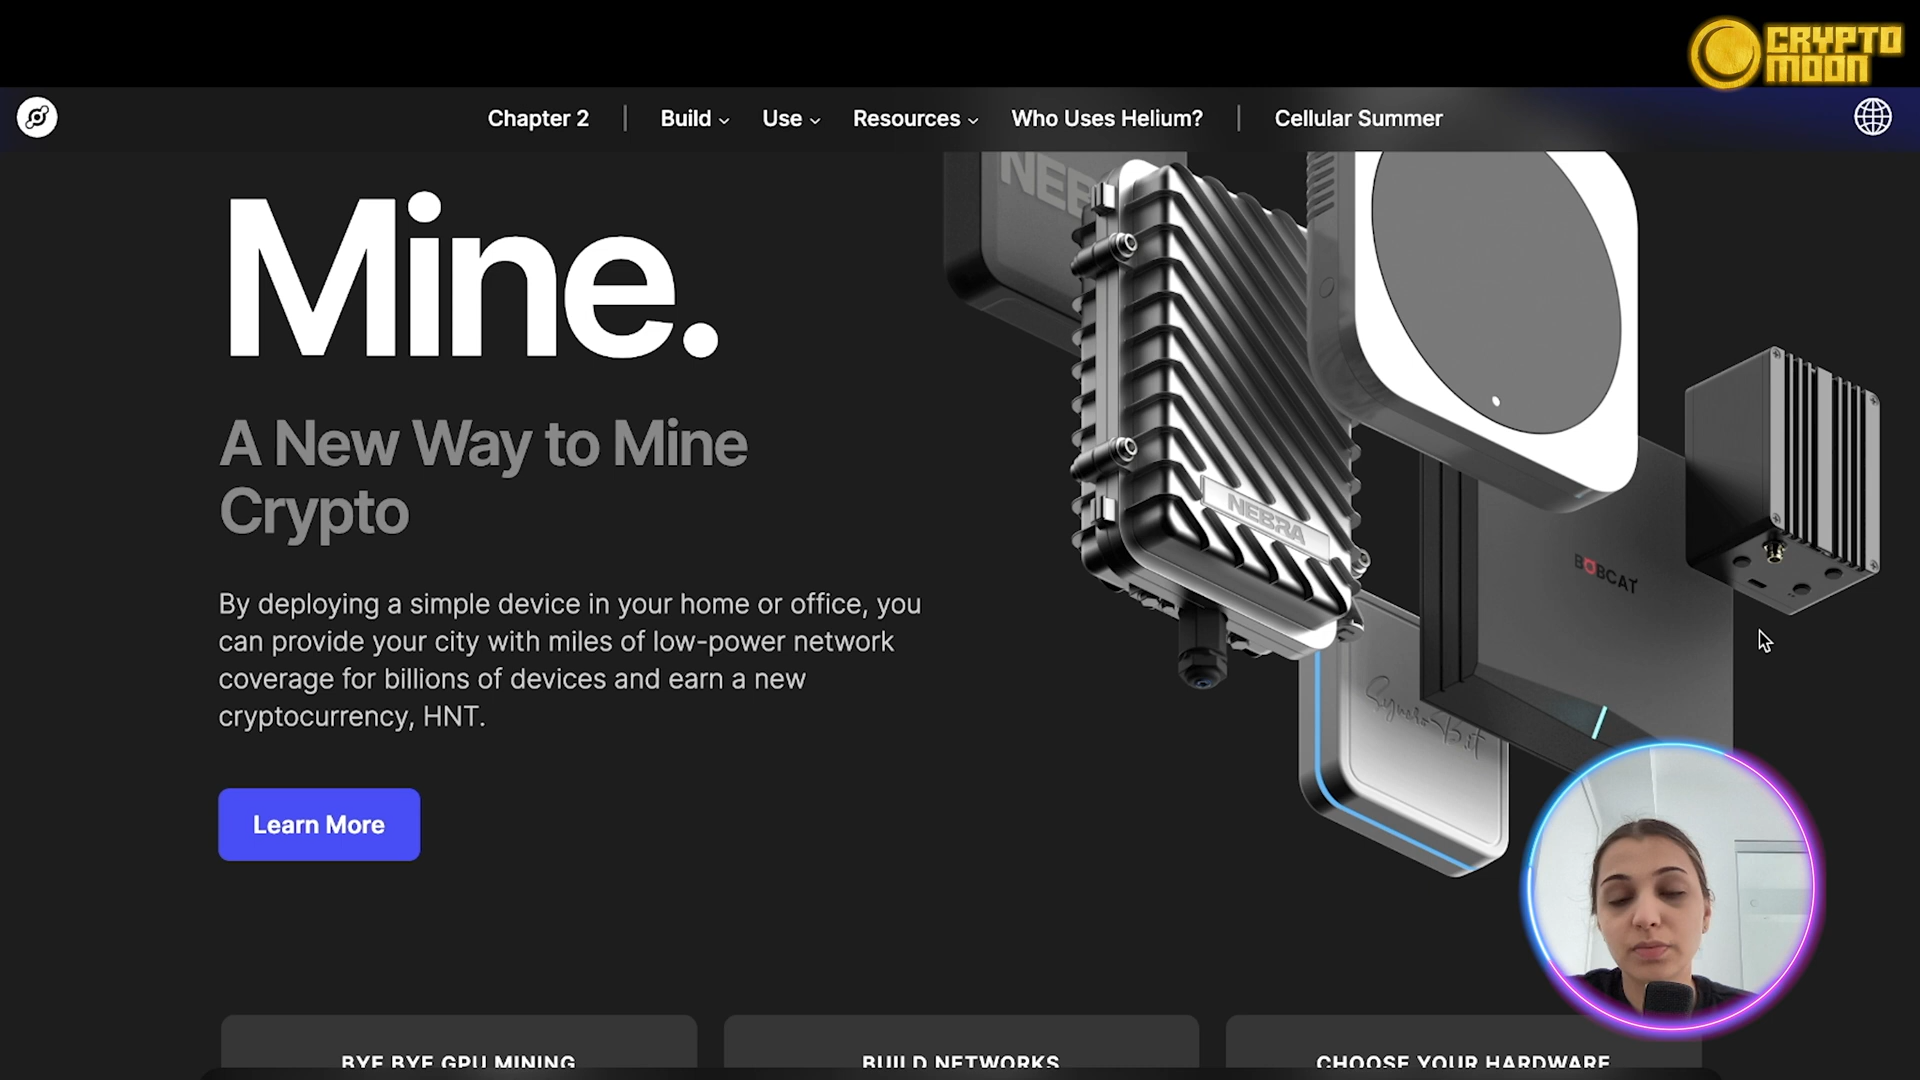 CRYPTO
MOON
Chapter 2 | Build Use Resources Who Uses Helium? | Cellular Summer
Mine.
A New Way to Mine
Crypto
By deploying a simple device in your home or office, you
can provide your city with miles of low-power network
coverage for billions of devices and earn a new
cryptocurrency, HNT.
Learn More
NEBRA
BOBCAT
BYE BYE GPU MINING
BUILD NETWORKS
CHOOSE YOUR HARDWARE